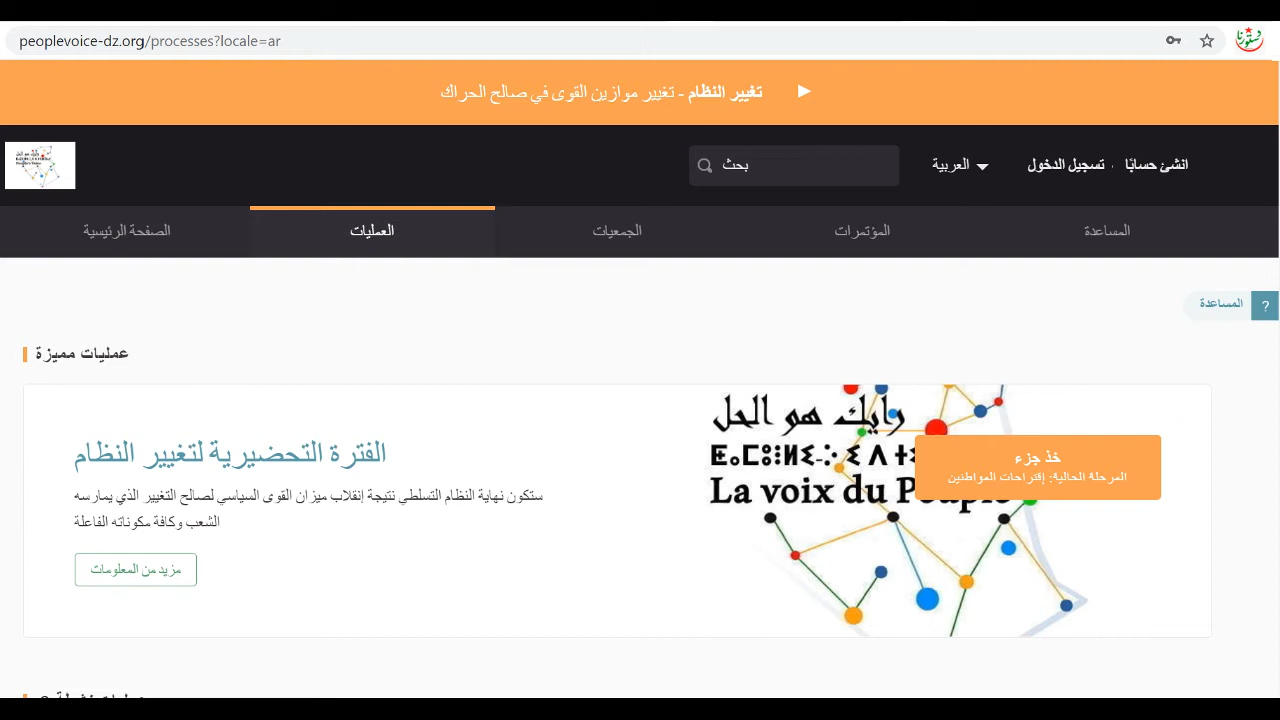 peoplevoice-dz.org/processes?locale=ar
دستورنا
تغيير النظام - تغيير موازين القوى في صالح الحراك
انشئ حسابًا · تسجيل الدخول
العربية
بحث
الصفحة الرئيسية
العمليات
الجمعيات
المؤتمرات
المساعدة
? المساعدة
عمليات مميزة
الفترة التحضيرية لتغيير النظام
ستكون نهاية النظام التسلطي نتيجة إنقلاب ميزان القوى السياسي لصالح التغيير الذي يمارسه
الشعب وكافة مكوناته الفاعلة
مزيد من المعلومات
رايك هو الحل
La voix du Peuple
خذ جزء
المرحلة الحالية: إقتراحات المواطنين